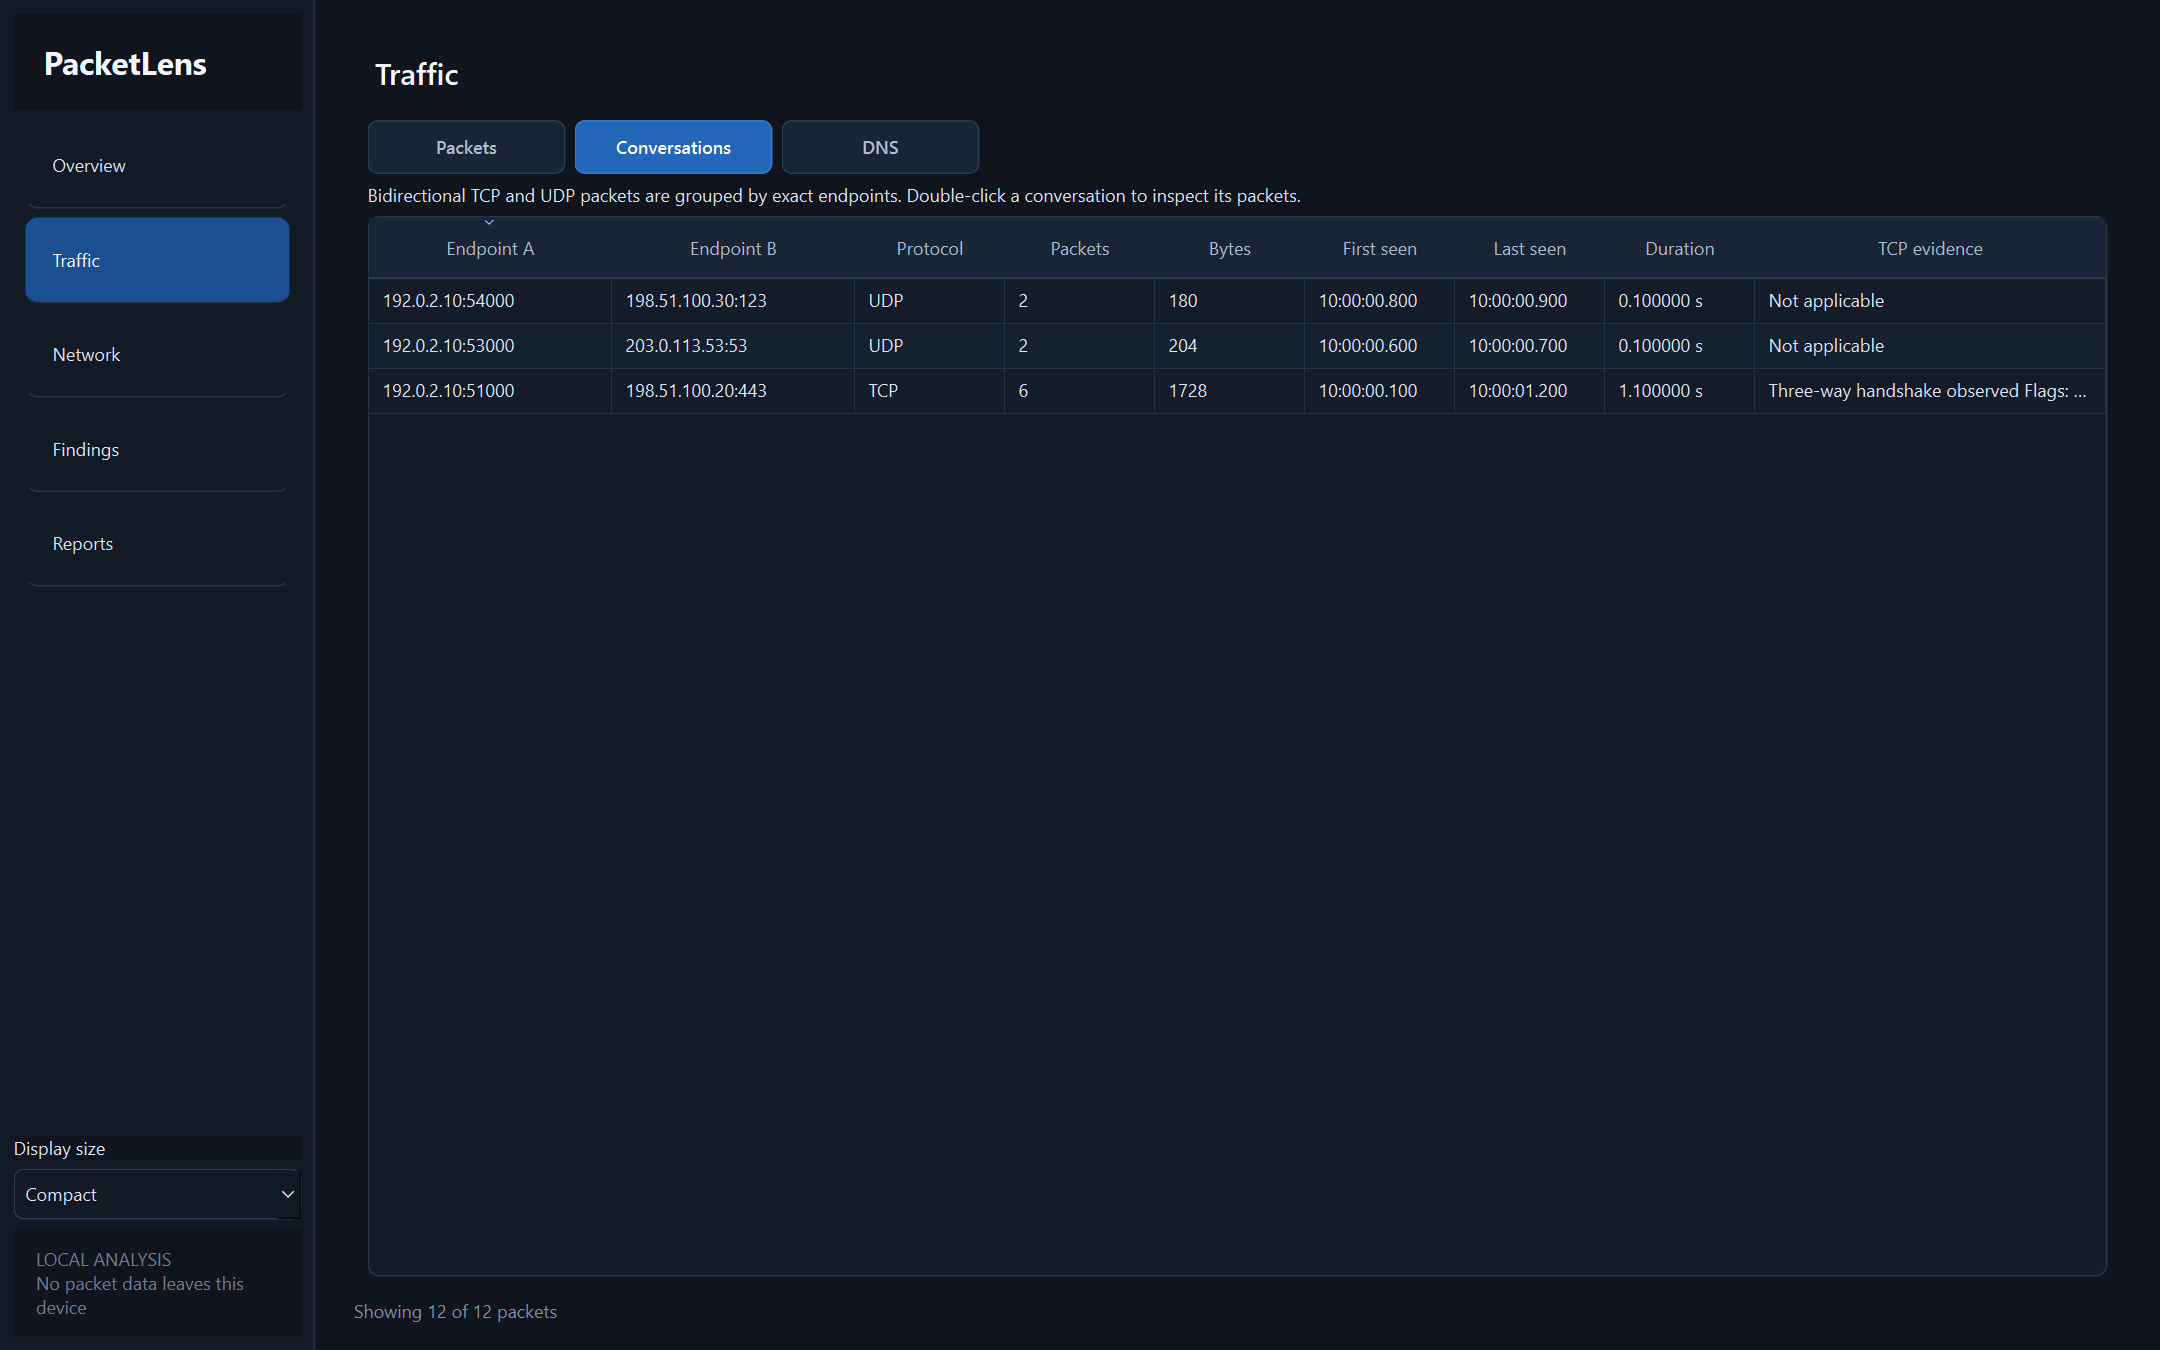 PacketLens
Overview
Traffic
Network
Findings
Reports
Display size
Compact
LOCAL ANALYSIS
No packet data leaves this
device
Traffic
Packets Conversations DNS
Bidirectional TCP and UDP packets are grouped by exact endpoints. Double-click a conversation to inspect its packets.
Endpoint A Endpoint B Protocol Packets Bytes First seen Last seen Duration TCP evidence
192.0.2.10:54000 198.51.100.30:123 UDP 2 180 10:00:00.800 10:00:00.900 0.100000 s Not applicable
192.0.2.10:53000 203.0.113.53:53 UDP 2 204 10:00:00.600 10:00:00.700 0.100000 s Not applicable
192.0.2.10:51000 198.51.100.20:443 TCP 6 1728 10:00:00.100 10:00:01.200 1.100000 s Three-way handshake observed Flags: ...
Showing 12 of 12 packets